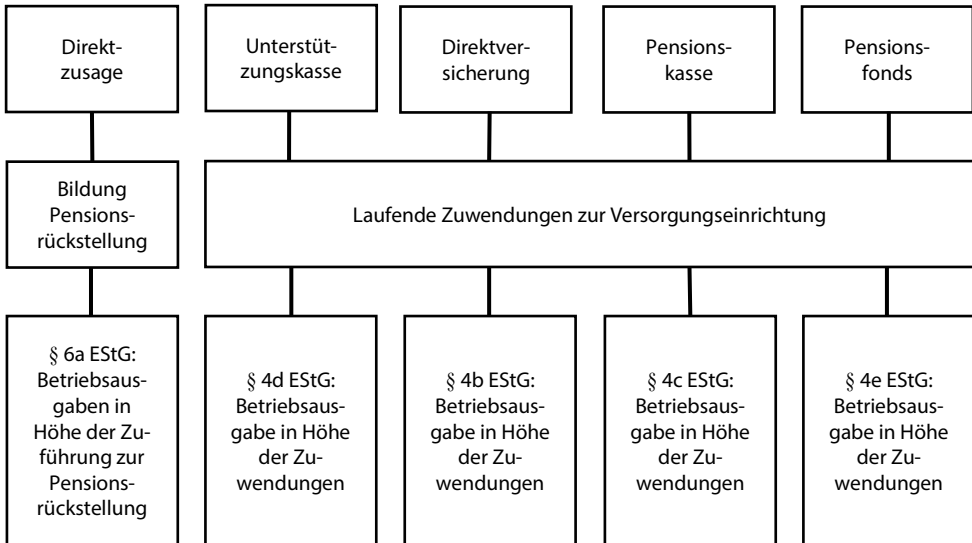 Direkt-
zusage
Unterstüt-
zungskasse
Direktver-
sicherung
Pensions-
kasse
Pensions-
fonds
Bildung
Pensions-
rückstellung
Laufende Zuwendungen zur Versorgungseinrichtung
§ 6a EStG:
Betriebsaus-
gaben in
Höhe der Zu-
führung zur
Pensions-
rückstellung
§ 4d EStG:
Betriebsaus-
gabe in Höhe
der Zu-
wendungen
§ 4b EStG:
Betriebsaus-
gabe in Höhe
der Zu-
wendungen
§ 4c EStG:
Betriebsaus-
gabe in Höhe
der Zu-
wendungen
§ 4e EStG:
Betriebsaus-
gabe in Höhe
der Zu-
wendungen